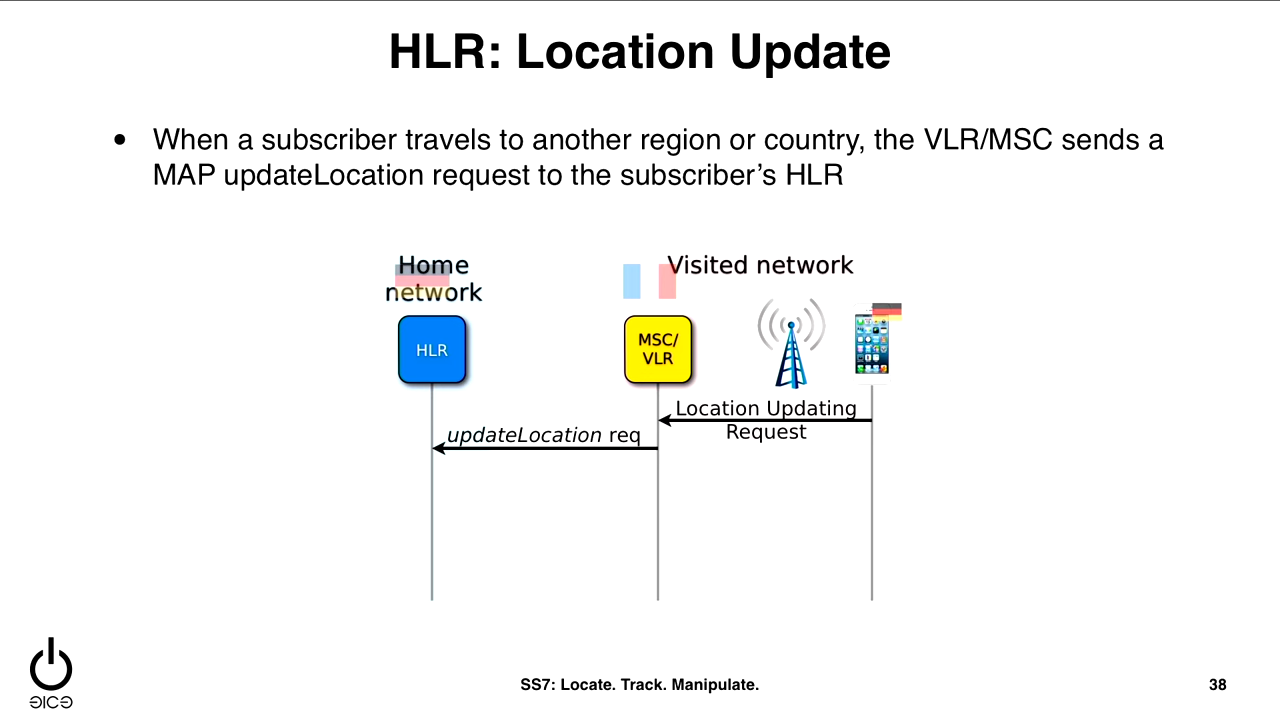 HLR: Location Update
• When a subscriber travels to another region or country, the VLR/MSC sends a
MAP updateLocation request to the subscriber’s HLR
Home
network
Visited network
HLR
MSC/
VLR
Location Updating
Request
updateLocation req
SS7: Locate. Track. Manipulate.
38